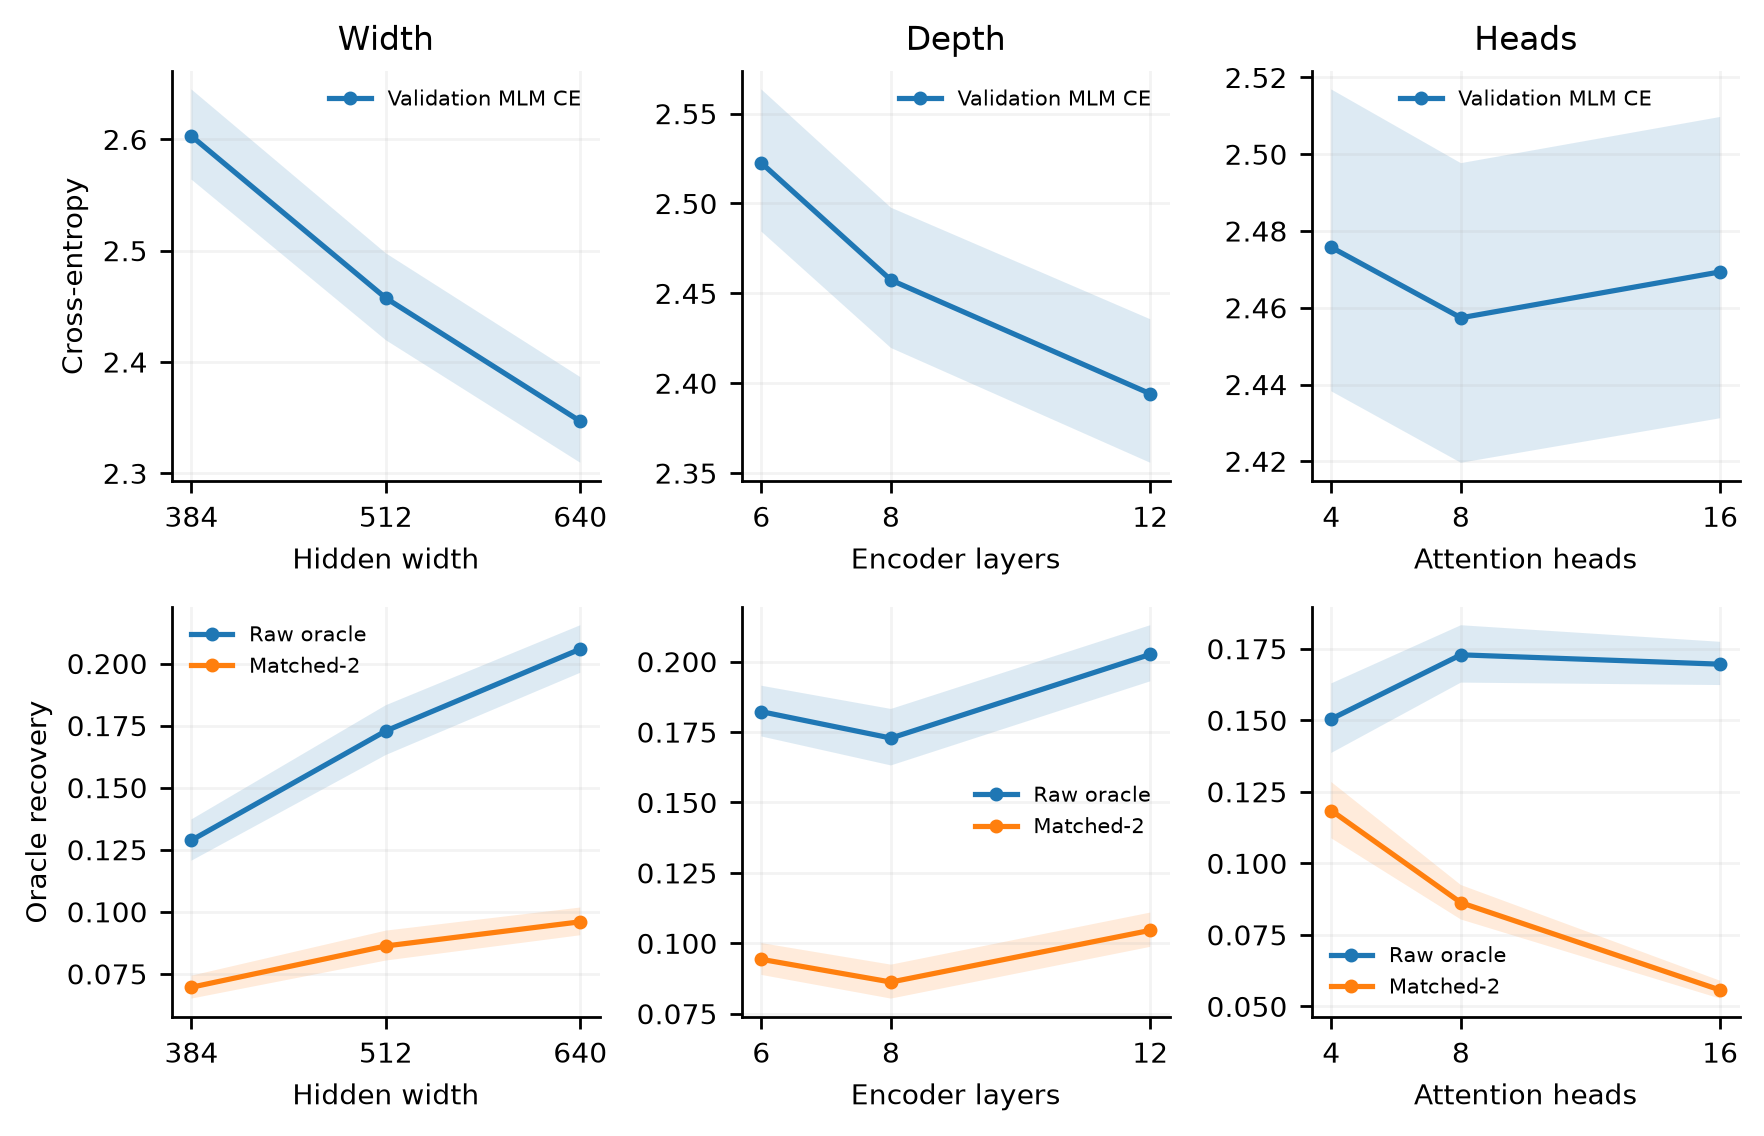 Width
Depth
Heads
Validation MLM CE
Validation MLM CE
Validation MLM CE
Cross-entropy
2.6
2.5
2.4
2.3
384
512
640
Hidden width
2.55
2.50
2.45
2.40
2.35
6
8
12
Encoder layers
2.52
2.50
2.48
2.46
2.44
2.42
4
8
16
Attention heads
Raw oracle
Matched-2
Oracle recovery
0.200
0.175
0.150
0.125
0.100
0.075
384
512
640
Hidden width
Raw oracle
Matched-2
0.200
0.175
0.150
0.125
0.100
0.075
6
8
12
Encoder layers
0.175
0.150
0.125
0.100
0.075
0.050
Raw oracle
Matched-2
4
8
16
Attention heads